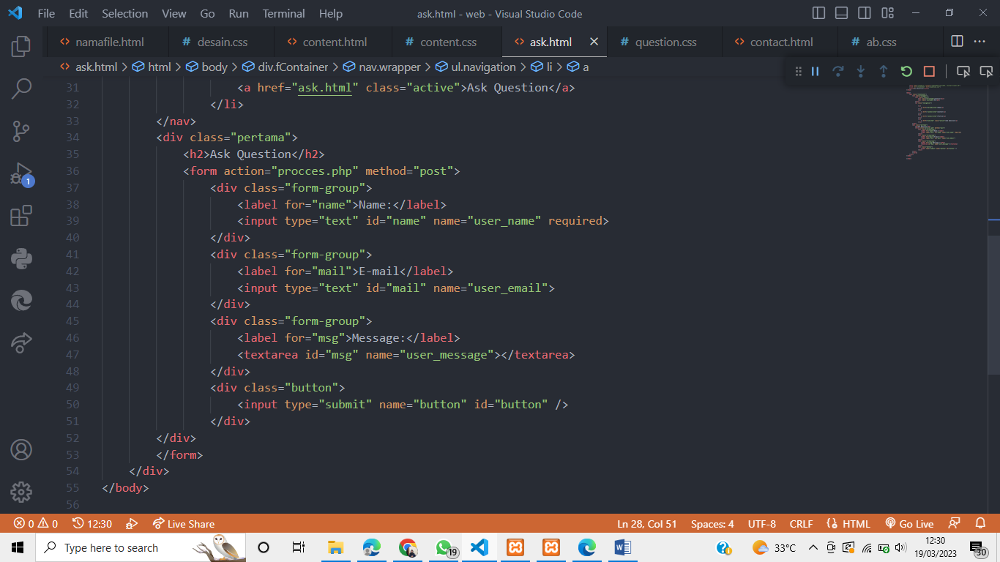 File Edit Selection View Go Run Terminal Help ask.html - web - Visual Studio Code
namafile.html # desain.css content.html # content.css ask.html # question.css contact.html # ab.css
ask.html > html > body > div.fContainer > nav.wrapper > ul.navigation > li > a
31 <a href="ask.html" class="active">Ask Question</a>
32 </li>
33 </nav>
34 <div class="pertama">
35 <h2>Ask Question</h2>
36 <form action="procces.php" method="post">
37 <div class="form-group">
38 <label for="name">Name:</label>
39 <input type="text" id="name" name="user_name" required>
40 </div>
41 <div class="form-group">
42 <label for="mail">E-mail</label>
43 <input type="text" id="mail" name="user_email">
44 </div>
45 <div class="form-group">
46 <label for="msg">Message:</label>
47 <textarea id="msg" name="user_message"></textarea>
48 </div>
49 <div class="button">
50 <input type="submit" name="button" id="button" />
51 </div>
52 </div>
53 </form>
54 </div>
55 </body>
56
1
0 0 12:30 Live Share Ln 28, Col 51 Spaces: 4 UTF-8 CRLF HTML Go Live
Type here to search 19 33°C 12:30
19/03/2023 30